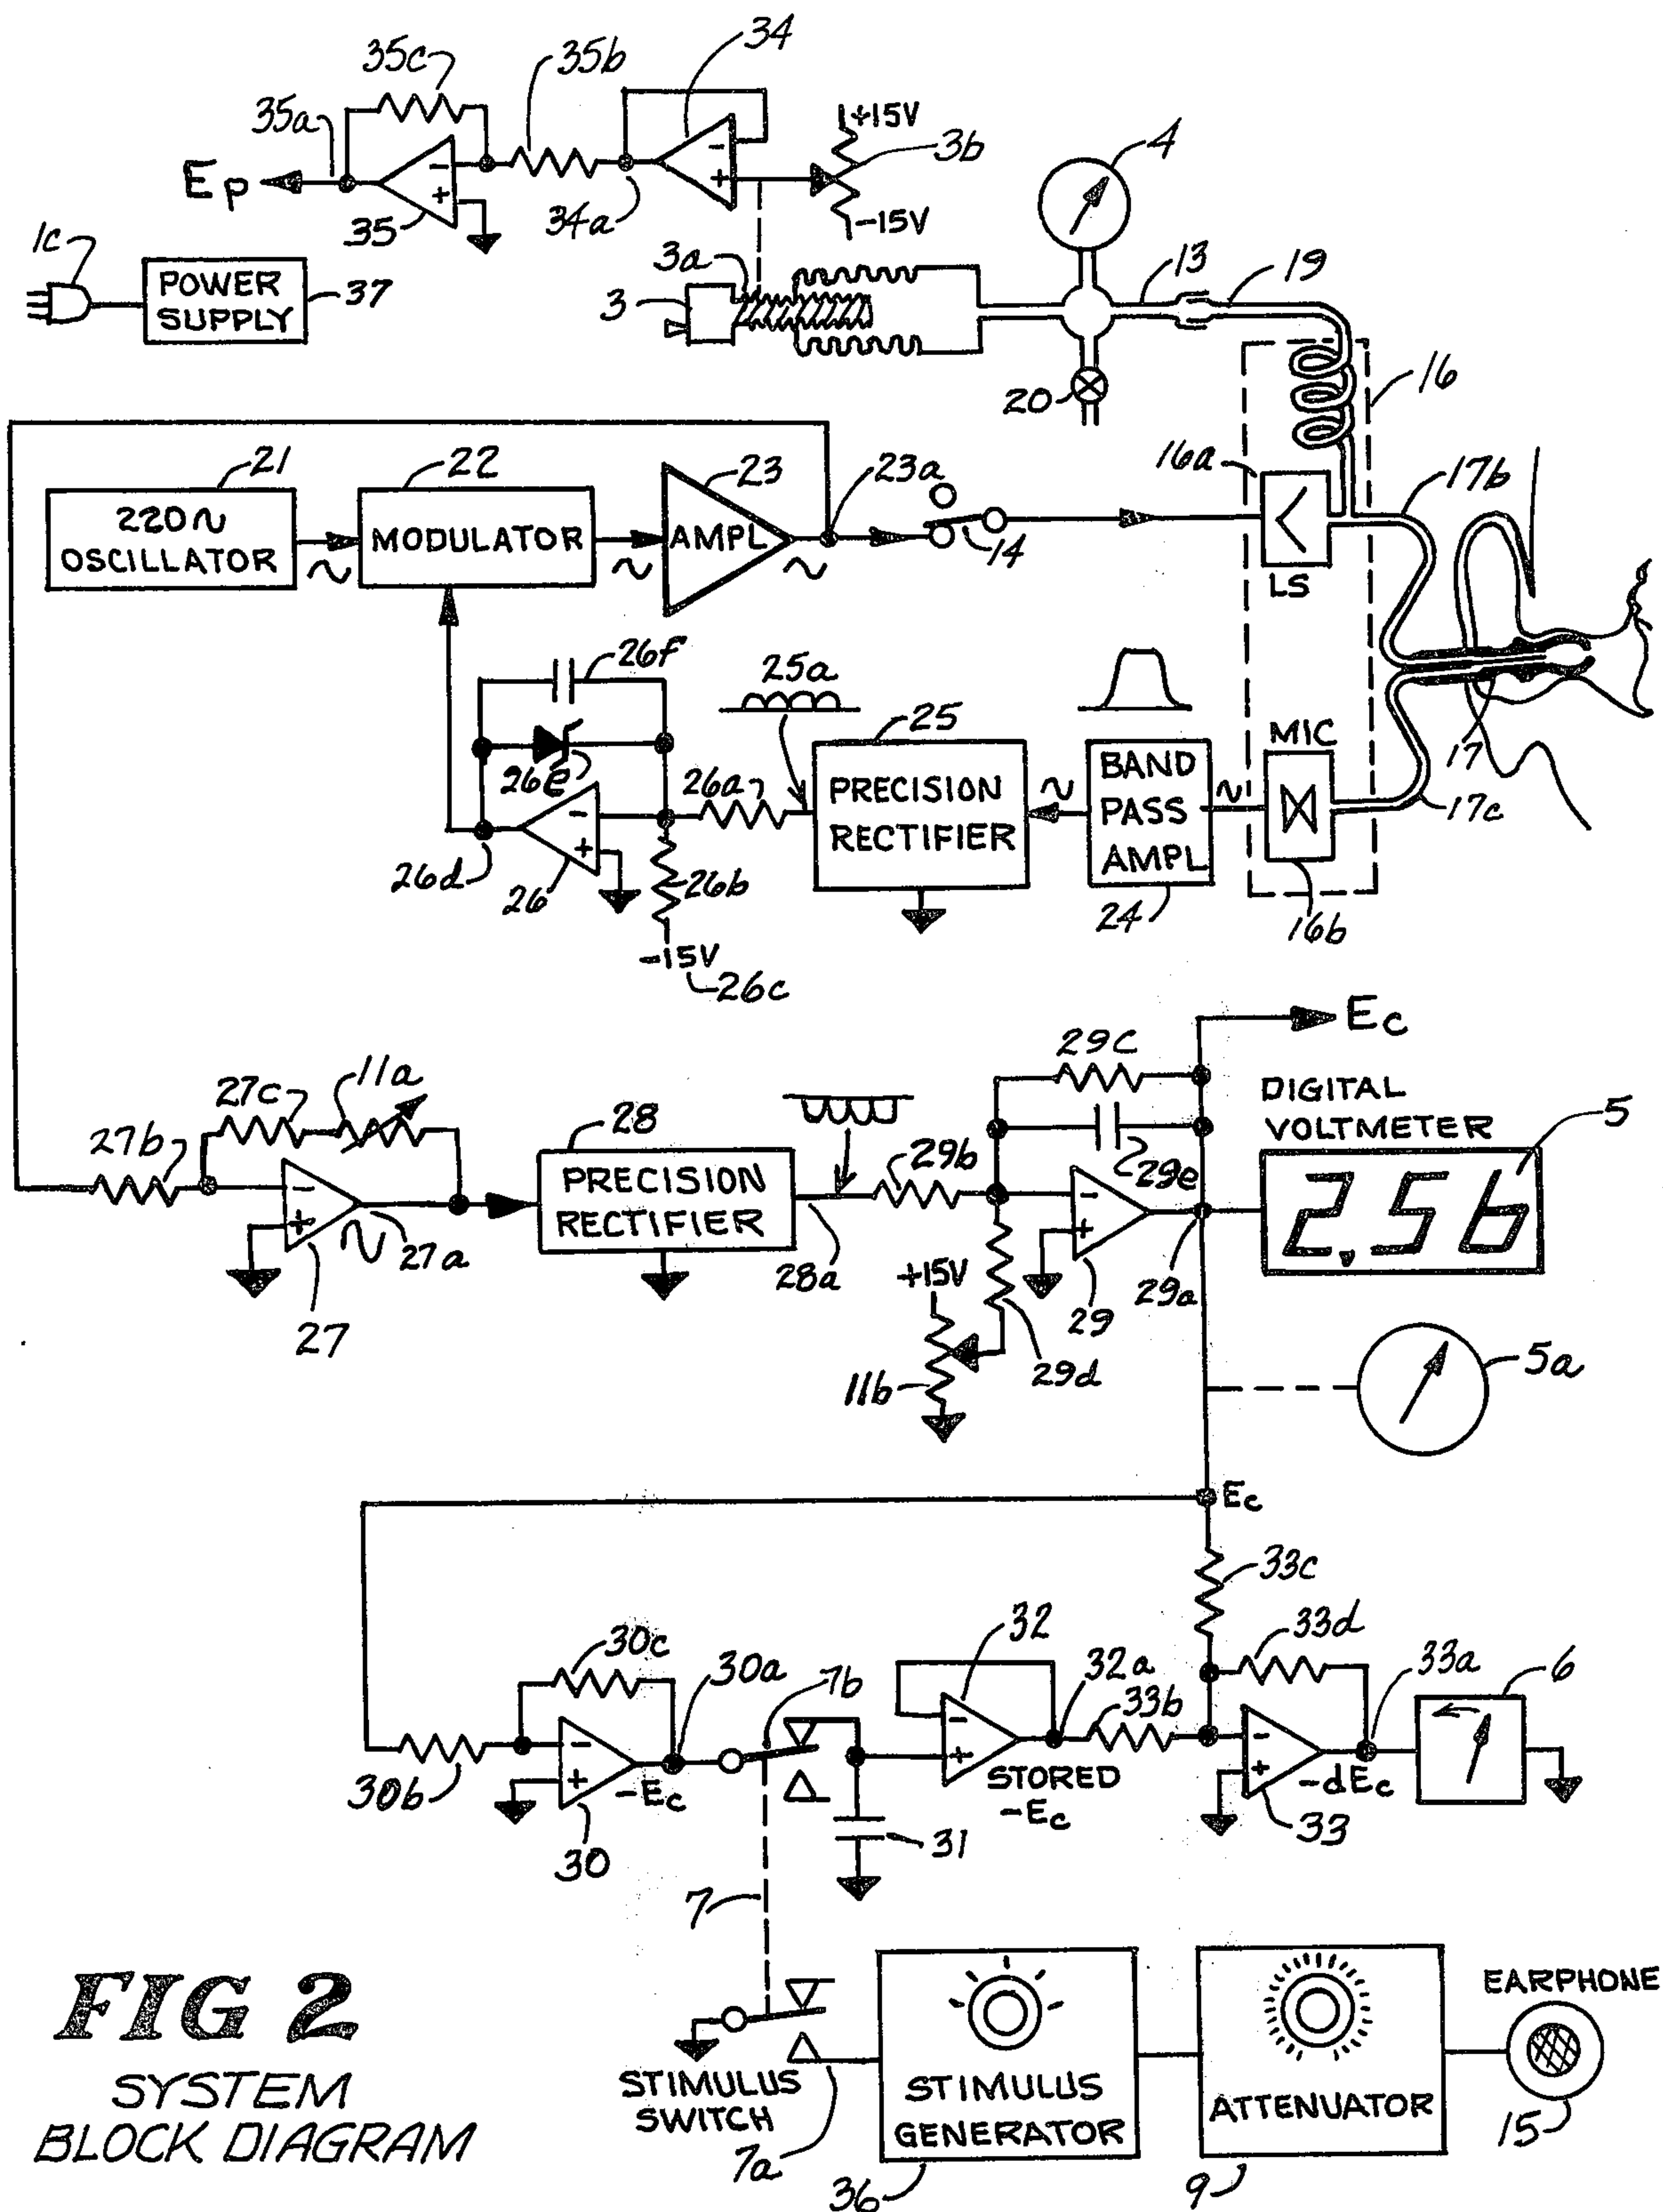 35c
35b
34
35a
+15V
3b
4
Ep
-
+
-
+
35
34a
-15V
1c
POWER
SUPPLY
37
3a
3
13
19
20
16
21
22
23
23a
16a
17b
220~
OSCILLATOR
MODULATOR
AMPL
14
LS
26f
25a
25
MIC
26e
26a
PRECISION
RECTIFIER
BAND
PASS
AMPL
17
17c
-
+
26d
26
26b
24
16b
-15V
26c
Ec
29c
DIGITAL
VOLTMETER
5
27c
11a
27b
28
29b
29e
PRECISION
RECTIFIER
2.56
-
+
-
+
27a
28a
+15V
29
29a
27
29d
11b
5a
Ec
33c
30c
30a
7b
32
32a
33b
33d
33a
6
-
+
-
+
-
+
30b
-Ec
STORED
-Ec
-dEc
30
31
33
7
FIG 2
SYSTEM
BLOCK DIAGRAM
EARPHONE
STIMULUS
SWITCH
STIMULUS
GENERATOR
ATTENUATOR
7a
36
9
15